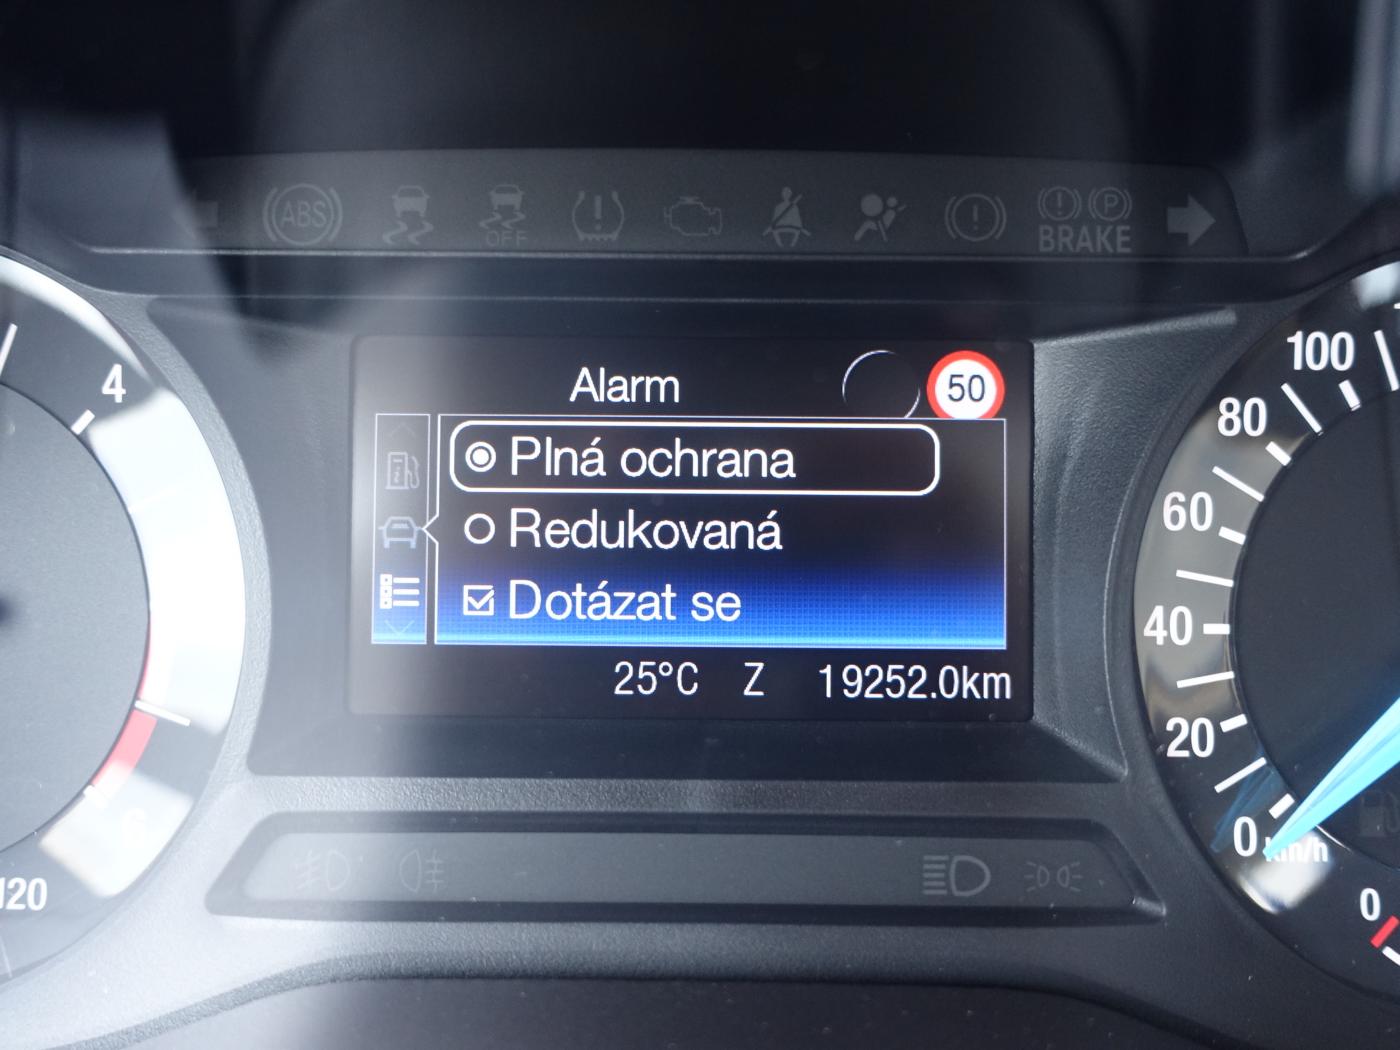 ABS
OFF
BRAKE
Alarm
50
Plná ochrana
Redukovaná
Dotázat se
25°C Z 19252.0km
4
6
120
100
80
60
40
20
0
km/h
0